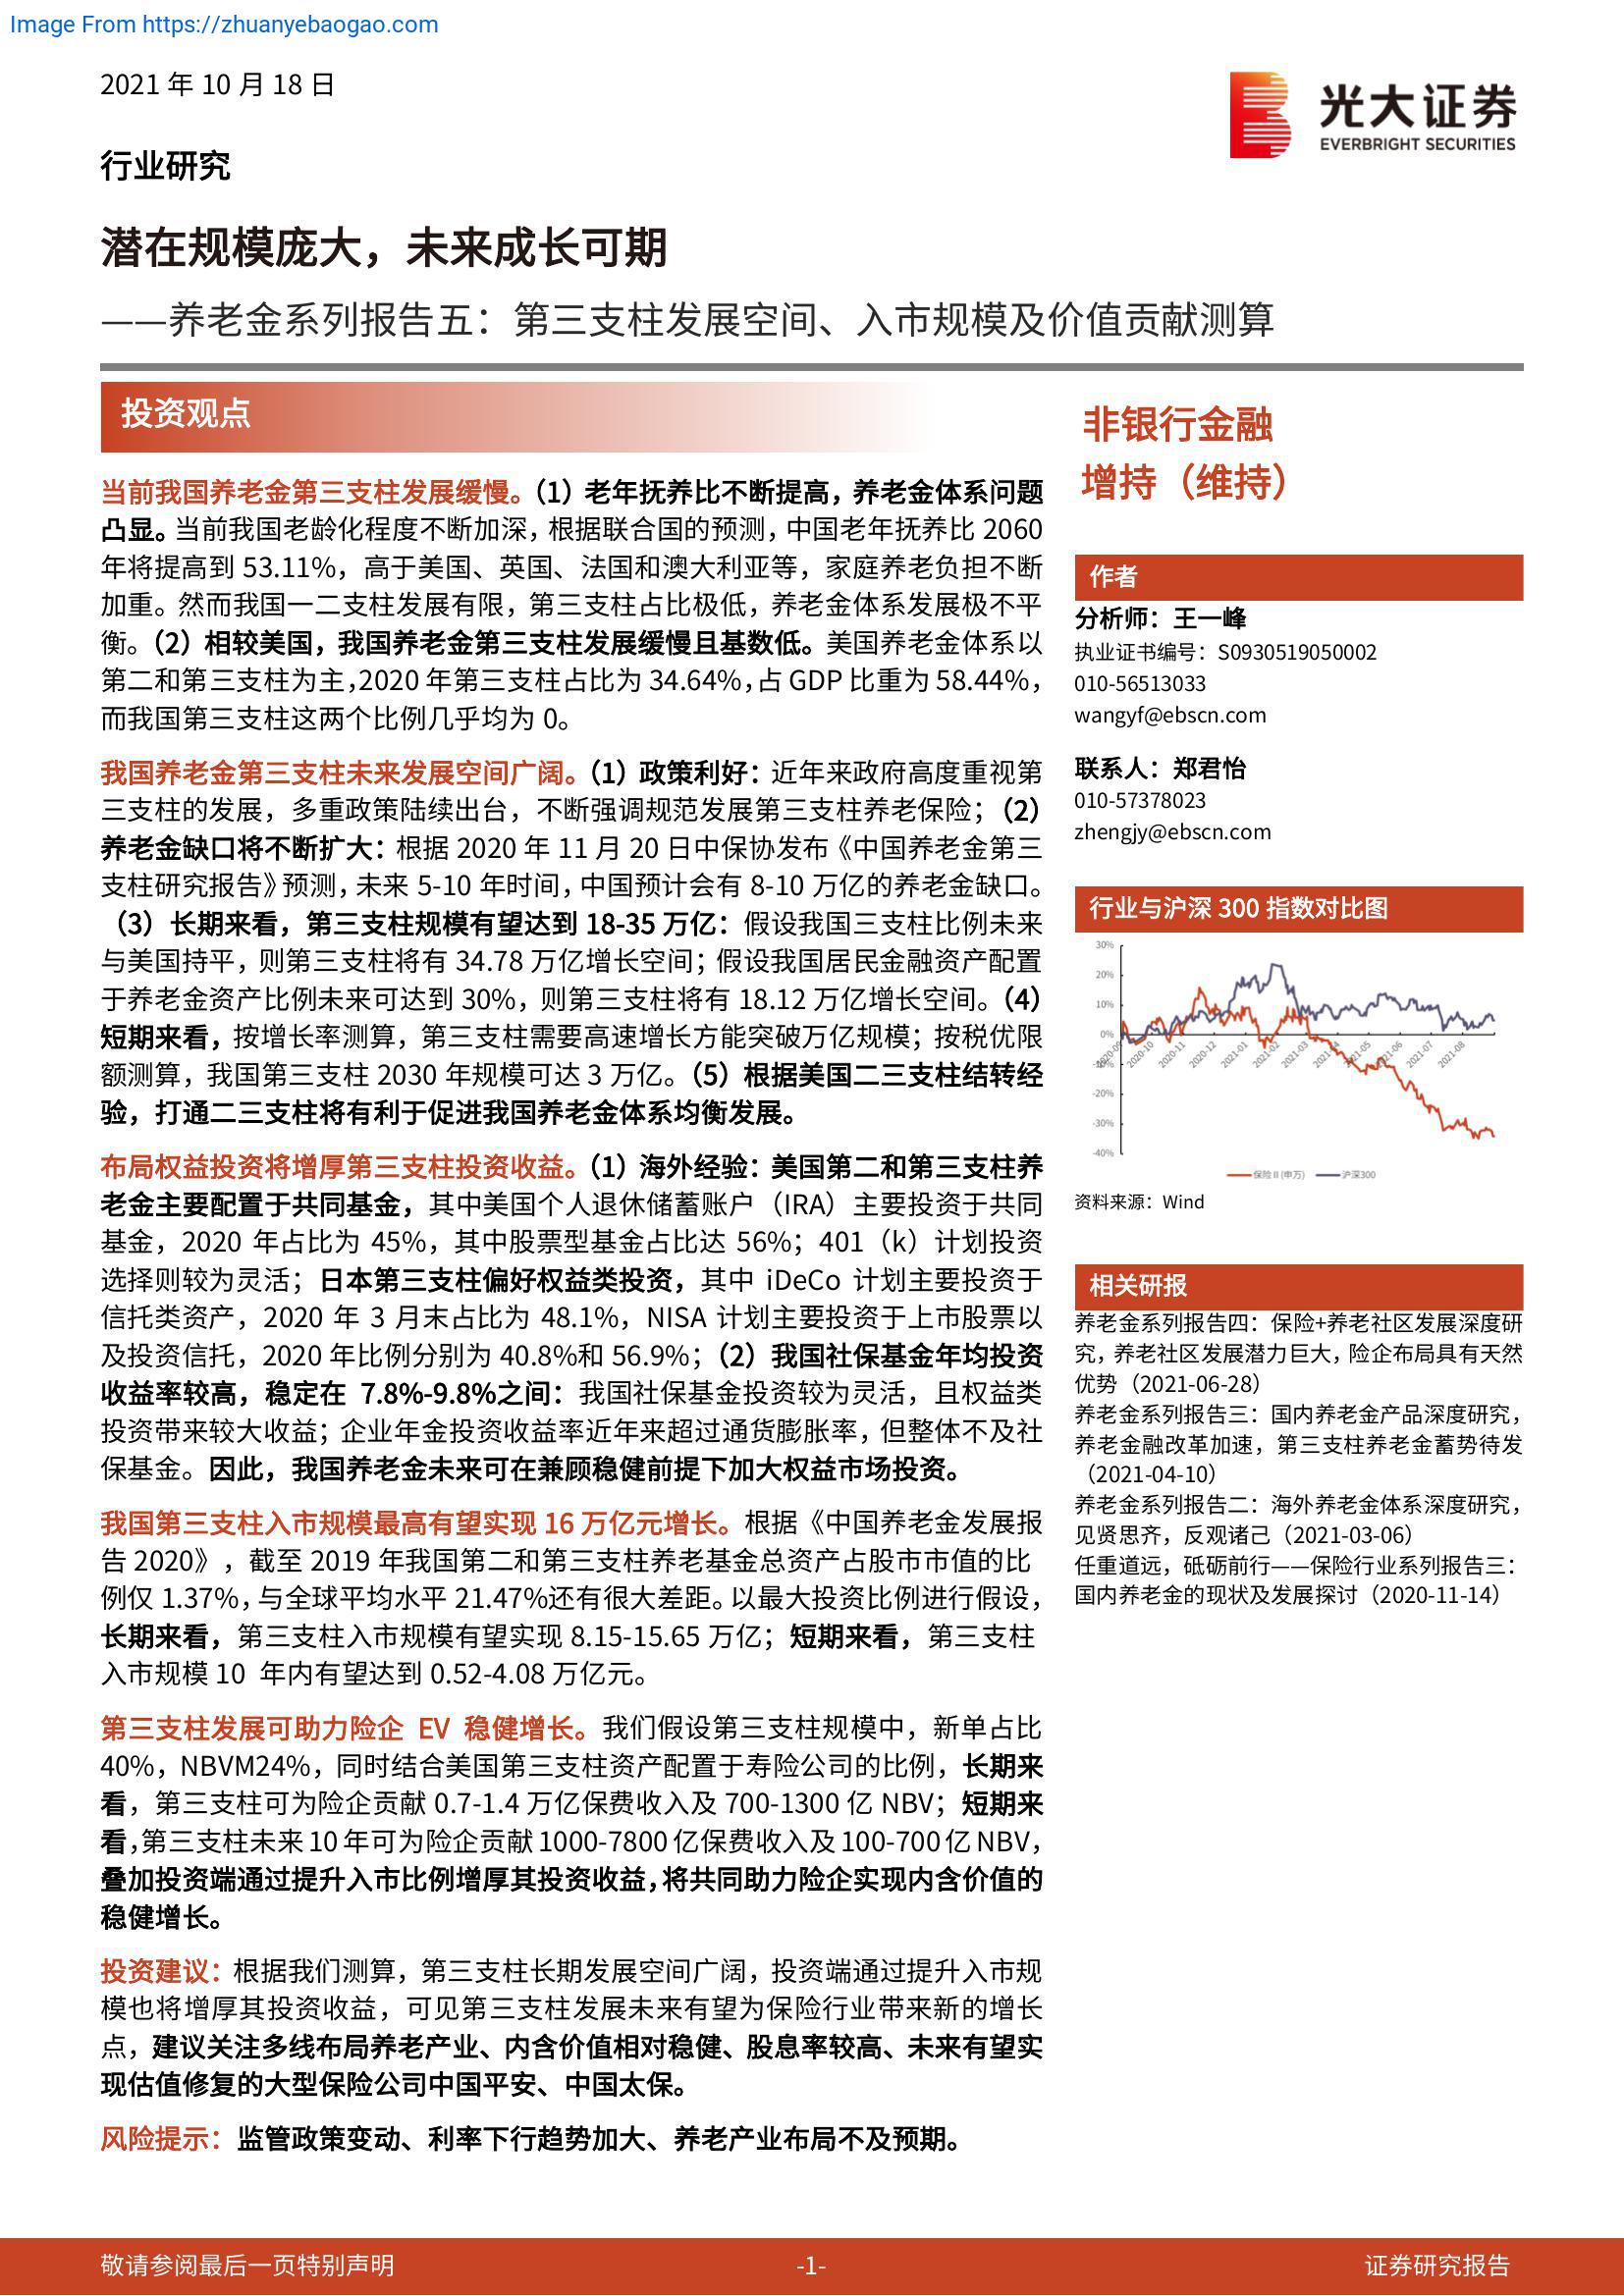 Image From https://zhuanyebaogao.com
2021 年 10 月 18 日
光大证券
EVERBRIGHT SECURITIES
行业研究
潜在规模庞大，未来成长可期
——养老金系列报告五：第三支柱发展空间、入市规模及价值贡献测算
投资观点
当前我国养老金第三支柱发展缓慢。（1）老年抚养比不断提高，养老金体系问题
凸显。当前我国老龄化程度不断加深，根据联合国的预测，中国老年抚养比 2060
年将提高到 53.11%，高于美国、英国、法国和澳大利亚等，家庭养老负担不断
加重。然而我国一二支柱发展有限，第三支柱占比极低，养老金体系发展极不平
衡。（2）相较美国，我国养老金第三支柱发展缓慢且基数低。美国养老金体系以
第二和第三支柱为主，2020 年第三支柱占比为 34.64%，占 GDP 比重为 58.44%，
而我国第三支柱这两个比例几乎均为 0。
我国养老金第三支柱未来发展空间广阔。（1）政策利好：近年来政府高度重视第
三支柱的发展，多重政策陆续出台，不断强调规范发展第三支柱养老保险；（2）
养老金缺口将不断扩大：根据 2020 年 11 月 20 日中保协发布《中国养老金第三
支柱研究报告》预测，未来 5-10 年时间，中国预计会有 8-10 万亿的养老金缺口。
（3）长期来看，第三支柱规模有望达到 18-35 万亿：假设我国三支柱比例未来
与美国持平，则第三支柱将有 34.78 万亿增长空间；假设我国居民金融资产配置
于养老金资产比例未来可达到 30%，则第三支柱将有 18.12 万亿增长空间。（4）
短期来看，按增长率测算，第三支柱需要高速增长方能突破万亿规模；按税优限
额测算，我国第三支柱 2030 年规模可达 3 万亿。（5）根据美国二三支柱结转经
验，打通二三支柱将有利于促进我国养老金体系均衡发展。
布局权益投资将增厚第三支柱投资收益。（1）海外经验：美国第二和第三支柱养
老金主要配置于共同基金，其中美国个人退休储蓄账户（IRA）主要投资于共同
基金，2020 年占比为 45%，其中股票型基金占比达 56%；401（k）计划投资
选择则较为灵活；日本第三支柱偏好权益类投资，其中 iDeCo 计划主要投资于
信托类资产，2020 年 3 月末占比为 48.1%，NISA 计划主要投资于上市股票以
及投资信托，2020 年比例分别为 40.8%和 56.9%；（2）我国社保基金年均投资
收益率较高，稳定在 7.8%-9.8%之间：我国社保基金投资较为灵活，且权益类
投资带来较大收益；企业年金投资收益率近年来超过通货膨胀率，但整体不及社
保基金。因此，我国养老金未来可在兼顾稳健前提下加大权益市场投资。
我国第三支柱入市规模最高有望实现 16 万亿元增长。根据《中国养老金发展报
告 2020》，截至 2019 年我国第二和第三支柱养老基金总资产占股市市值的比
例仅 1.37%，与全球平均水平 21.47%还有很大差距。以最大投资比例进行假设，
长期来看，第三支柱入市规模有望实现 8.15-15.65 万亿；短期来看，第三支柱
入市规模 10 年内有望达到 0.52-4.08 万亿元。
第三支柱发展可助力险企 EV 稳健增长。我们假设第三支柱规模中，新单占比
40%，NBVM24%，同时结合美国第三支柱资产配置于寿险公司的比例，长期来
看，第三支柱可为险企贡献 0.7-1.4 万亿保费收入及 700-1300 亿 NBV；短期来
看，第三支柱未来 10 年可为险企贡献 1000-7800 亿保费收入及 100-700 亿 NBV，
叠加投资端通过提升入市比例增厚其投资收益，将共同助力险企实现内含价值的
稳健增长。
投资建议：根据我们测算，第三支柱长期发展空间广阔，投资端通过提升入市规
模也将增厚其投资收益，可见第三支柱发展未来有望为保险行业带来新的增长
点，建议关注多线布局养老产业、内含价值相对稳健、股息率较高、未来有望实
现估值修复的大型保险公司中国平安、中国太保。
风险提示：监管政策变动、利率下行趋势加大、养老产业布局不及预期。
非银行金融
增持（维持）
作者
分析师：王一峰
执业证书编号：S0930519050002
010-56513033
wangyf@ebscn.com
联系人：郑君怡
010-57378023
zhengjy@ebscn.com
行业与沪深 300 指数对比图
30%
20%
10%
0%
-10%
-20%
-30%
-40%
2020-09 2020-10 2020-11 2020-12 2021-01 2021-02 2021-03 2021-04 2021-05 2021-06 2021-07 2021-08
保险Ⅱ(申万) 沪深300
资料来源：Wind
相关研报
养老金系列报告四：保险+养老社区发展深度研
究，养老社区发展潜力巨大，险企布局具有天然
优势（2021-06-28）
养老金系列报告三：国内养老金产品深度研究，
养老金融改革加速，第三支柱养老金蓄势待发
（2021-04-10）
养老金系列报告二：海外养老金体系深度研究，
见贤思齐，反观诸己（2021-03-06）
任重道远，砥砺前行——保险行业系列报告三：
国内养老金的现状及发展探讨（2020-11-14）
敬请参阅最后一页特别声明
-1-
证券研究报告